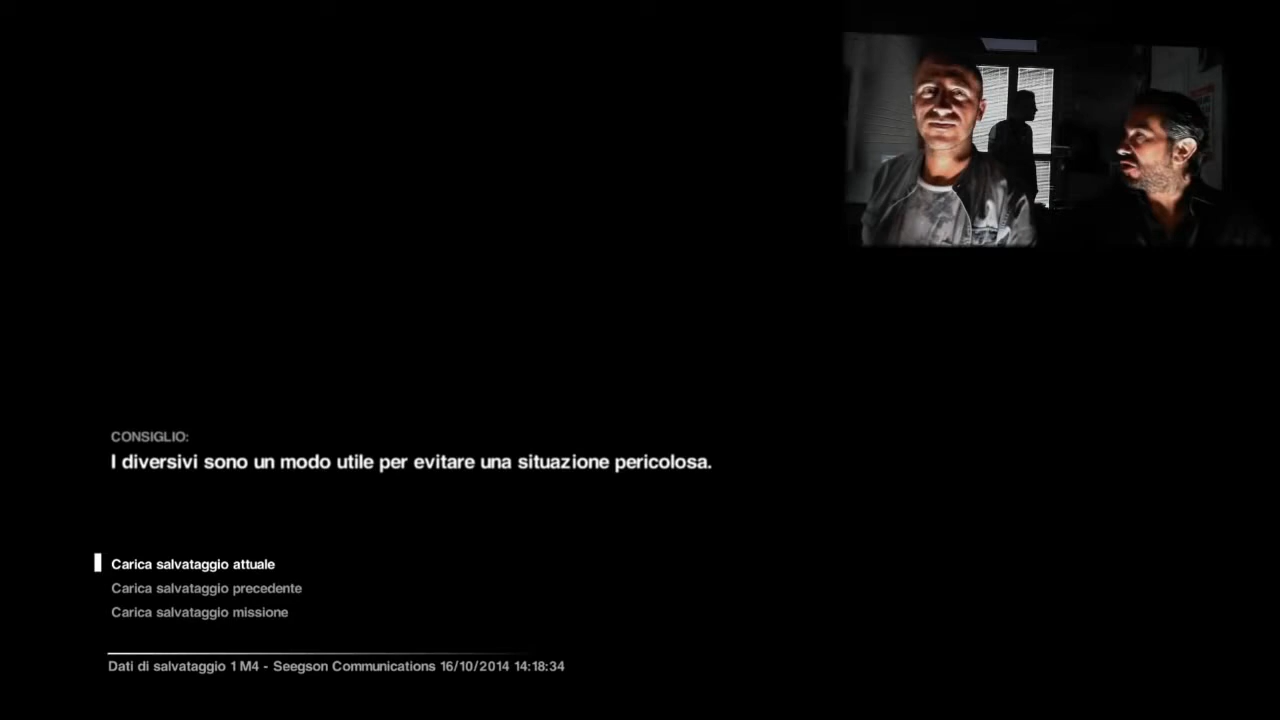 CONSIGLIO:
I diversivi sono un modo utile per evitare una situazione pericolosa.
Carica salvataggio attuale
Carica salvataggio precedente
Carica salvataggio missione
Dati di salvataggio 1 M4 - Seegson Communications 16/10/2014 14:18:34